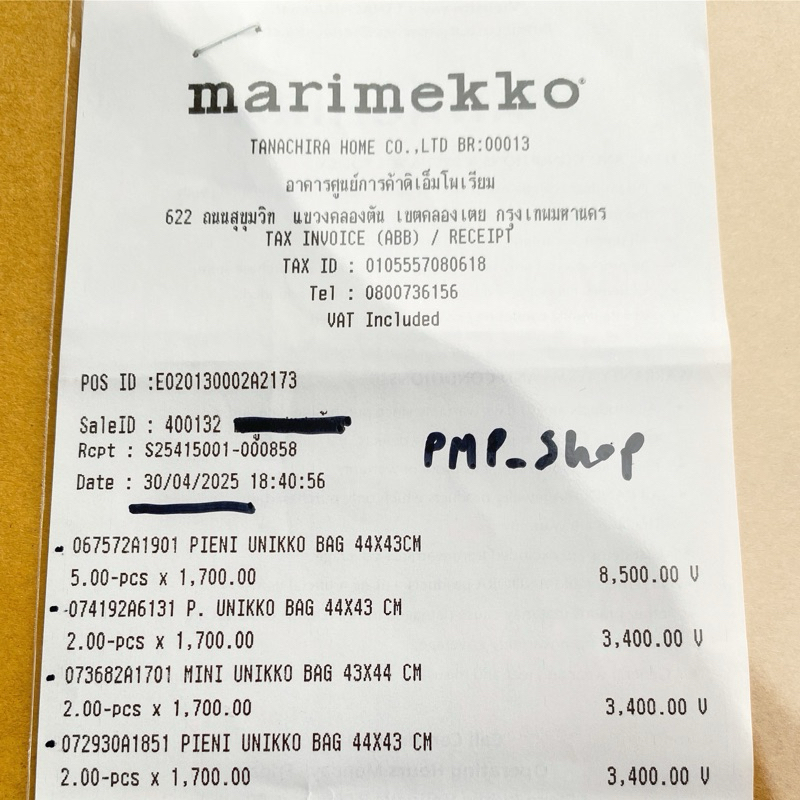 marimekko®
TANACHIRA HOME CO.,LTD BR:00013
อาคารศูนย์การค้าดิเอ็มโพเรียม
622 ถนนสุขุมวิท แขวงคลองตัน เขตคลองเตย กรุงเทพมหานคร
TAX INVOICE (ABB) / RECEIPT
TAX ID : 0105557080618
Tel : 0800736156
VAT Included
POS ID :E020130002A2173
SaleID : 400132
Rcpt : S25415001-000858
PMP_Shop
Date : 30/04/2025 18:40:56
067572A1901 PIENI UNIKKO BAG 44X43CM
5.00-pcs x 1,700.00 8,500.00 V
-074192A6131 P. UNIKKO BAG 44X43 CM
2.00-pcs x 1,700.00 3,400.00 V
073682A1701 MINI UNIKKO BAG 43X44 CM
2.00-pcs x 1,700.00 3,400.00 V
072930A1851 PIENI UNIKKO BAG 44X43 CM
2.00-pcs x 1,700.00 3,400.00 V